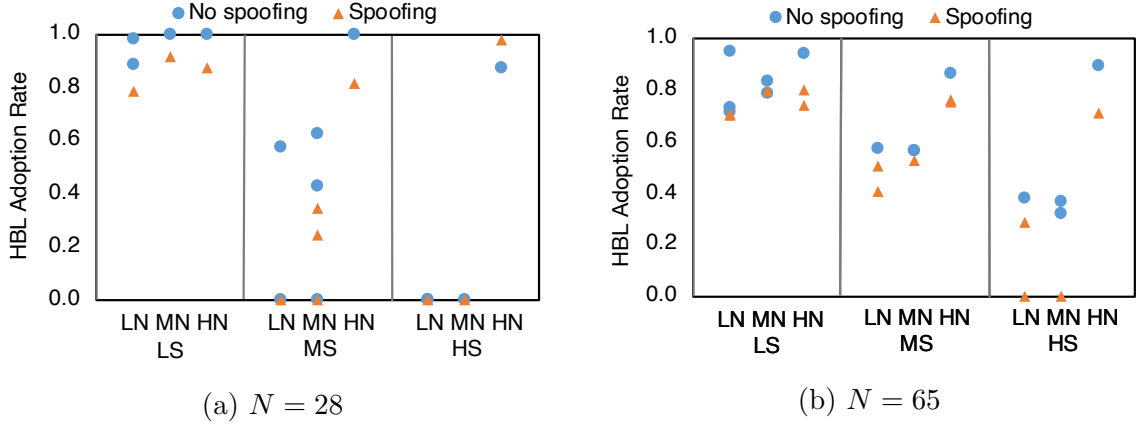 No spoofing Spoofing
HBL Adoption Rate
1.0
0.8
0.6
0.4
0.2
0.0
LN MN HN LN MN HN LN MN HN
LS MS HS
(a) N = 28
No spoofing Spoofing
HBL Adoption Rate
1.0
0.8
0.6
0.4
0.2
0.0
LN MN HN LN MN HN LN MN HN
LS MS HS
(b) N = 65